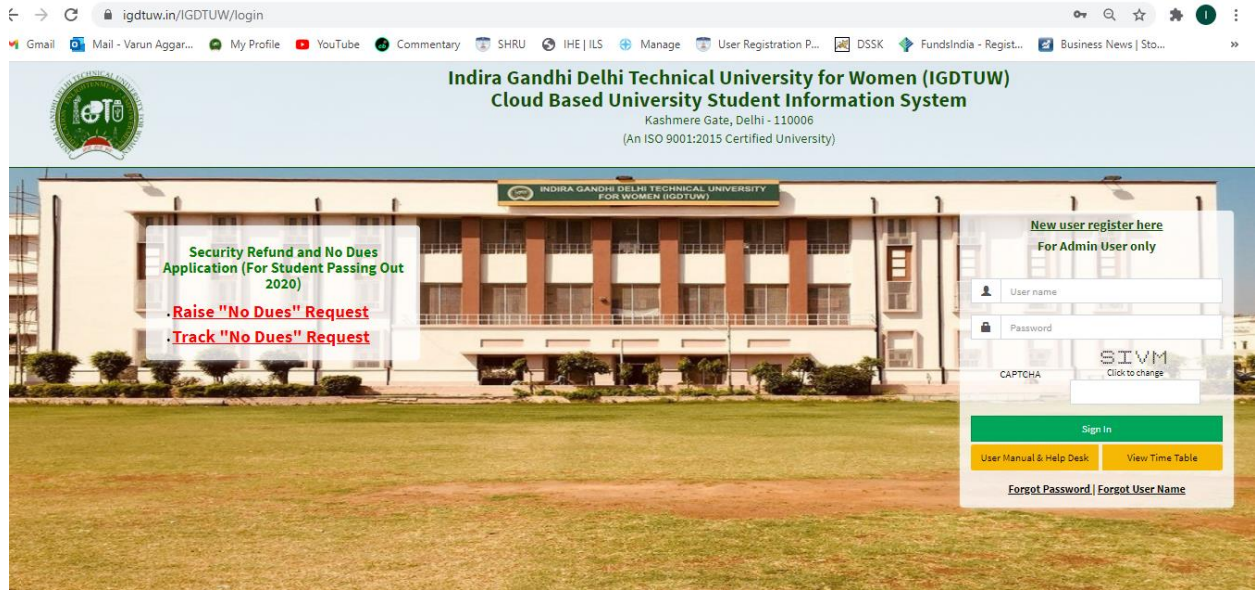 igdtuw.in/IGDTUW/login
Gmail Mail - Varun Aggar... My Profile YouTube Commentary SHRU IHE | ILS Manage User Registration P... DSSK FundsIndia - Regist... Business News | Sto... »
Indira Gandhi Delhi Technical University for Women (IGDTUW)
Cloud Based University Student Information System
Kashmere Gate, Delhi - 110006
(An ISO 9001:2015 Certified University)
INDIRA GANDHI DELHI TECHNICAL UNIVERSITY
FOR WOMEN (IGDTUW)
Security Refund and No Dues
Application (For Student Passing Out
2020)
.Raise "No Dues" Request
.Track "No Dues" Request
New user register here
For Admin User only
User name
Password
SIVM
CAPTCHA Click to change
Sign In
User Manual & Help Desk View Time Table
Forgot Password | Forgot User Name